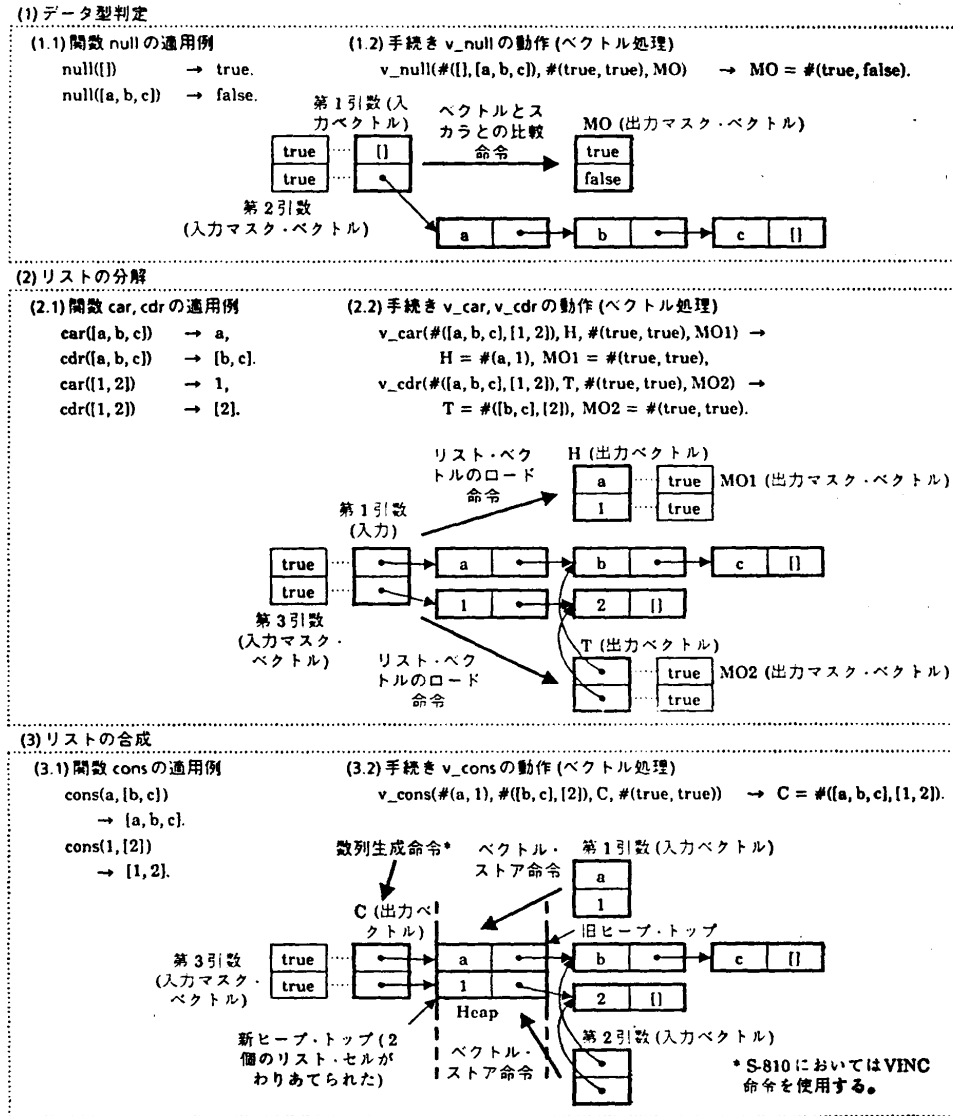 (1) データ型判定
(1.1) 関数 null の適用例
null([]) → true.
null([a, b, c]) → false.
(1.2) 手続き v_null の動作 (ベクトル処理)
v_null(#([], [a, b, c]), #(true, true), MO) → MO = #(true, false).
第1引数 (入
力ベクトル)
ベクトルとス
カラとの比較
命令
MO (出力マスク・ベクトル)
true
[]
true
true
false
第2引数
(入力マスク・ベクトル)
a
b
c
[]
(2) リストの分解
(2.1) 関数 car, cdr の適用例
car([a, b, c]) → a,
cdr([a, b, c]) → [b, c].
car([1, 2]) → 1,
cdr([1, 2]) → [2].
(2.2) 手続き v_car, v_cdr の動作 (ベクトル処理)
v_car(#([a, b, c], [1, 2]), H, #(true, true), MO1) →
H = #(a, 1), MO1 = #(true, true),
v_cdr(#([a, b, c], [1, 2]), T, #(true, true), MO2) →
T = #([b, c], [2]), MO2 = #(true, true).
リスト・ベク
トルのロード
命令
H (出力ベクトル)
a
true
MO1 (出力マスク・ベクトル)
1
true
第1引数
(入力)
true
a
b
c
[]
true
1
2
[]
第3引数
(入力マスク・
ベクトル)
リスト・ベク
トルのロード
命令
T (出力ベクトル)
true
MO2 (出力マスク・ベクトル)
true
(3) リストの合成
(3.1) 関数 cons の適用例
cons(a, [b, c])
→ [a, b, c].
cons(1, [2])
→ [1, 2].
(3.2) 手続き v_cons の動作 (ベクトル処理)
v_cons(#(a, 1), #([b, c], [2]), C, #(true, true)) → C = #([a, b, c], [1, 2]).
数列生成命令*
ベクトル・
ストア命令
第1引数 (入力ベクトル)
a
1
C (出力ベ
クトル)
旧ヒープ・トップ
第3引数
(入力マスク・
ベクトル)
true
a
b
c
[]
true
1
2
[]
Heap
新ヒープ・トップ (2
個のリスト・セルが
わりあてられた)
ベクトル・
ストア命令
第2引数 (入力ベクトル)
* S-810 においては VINC
命令を使用する。